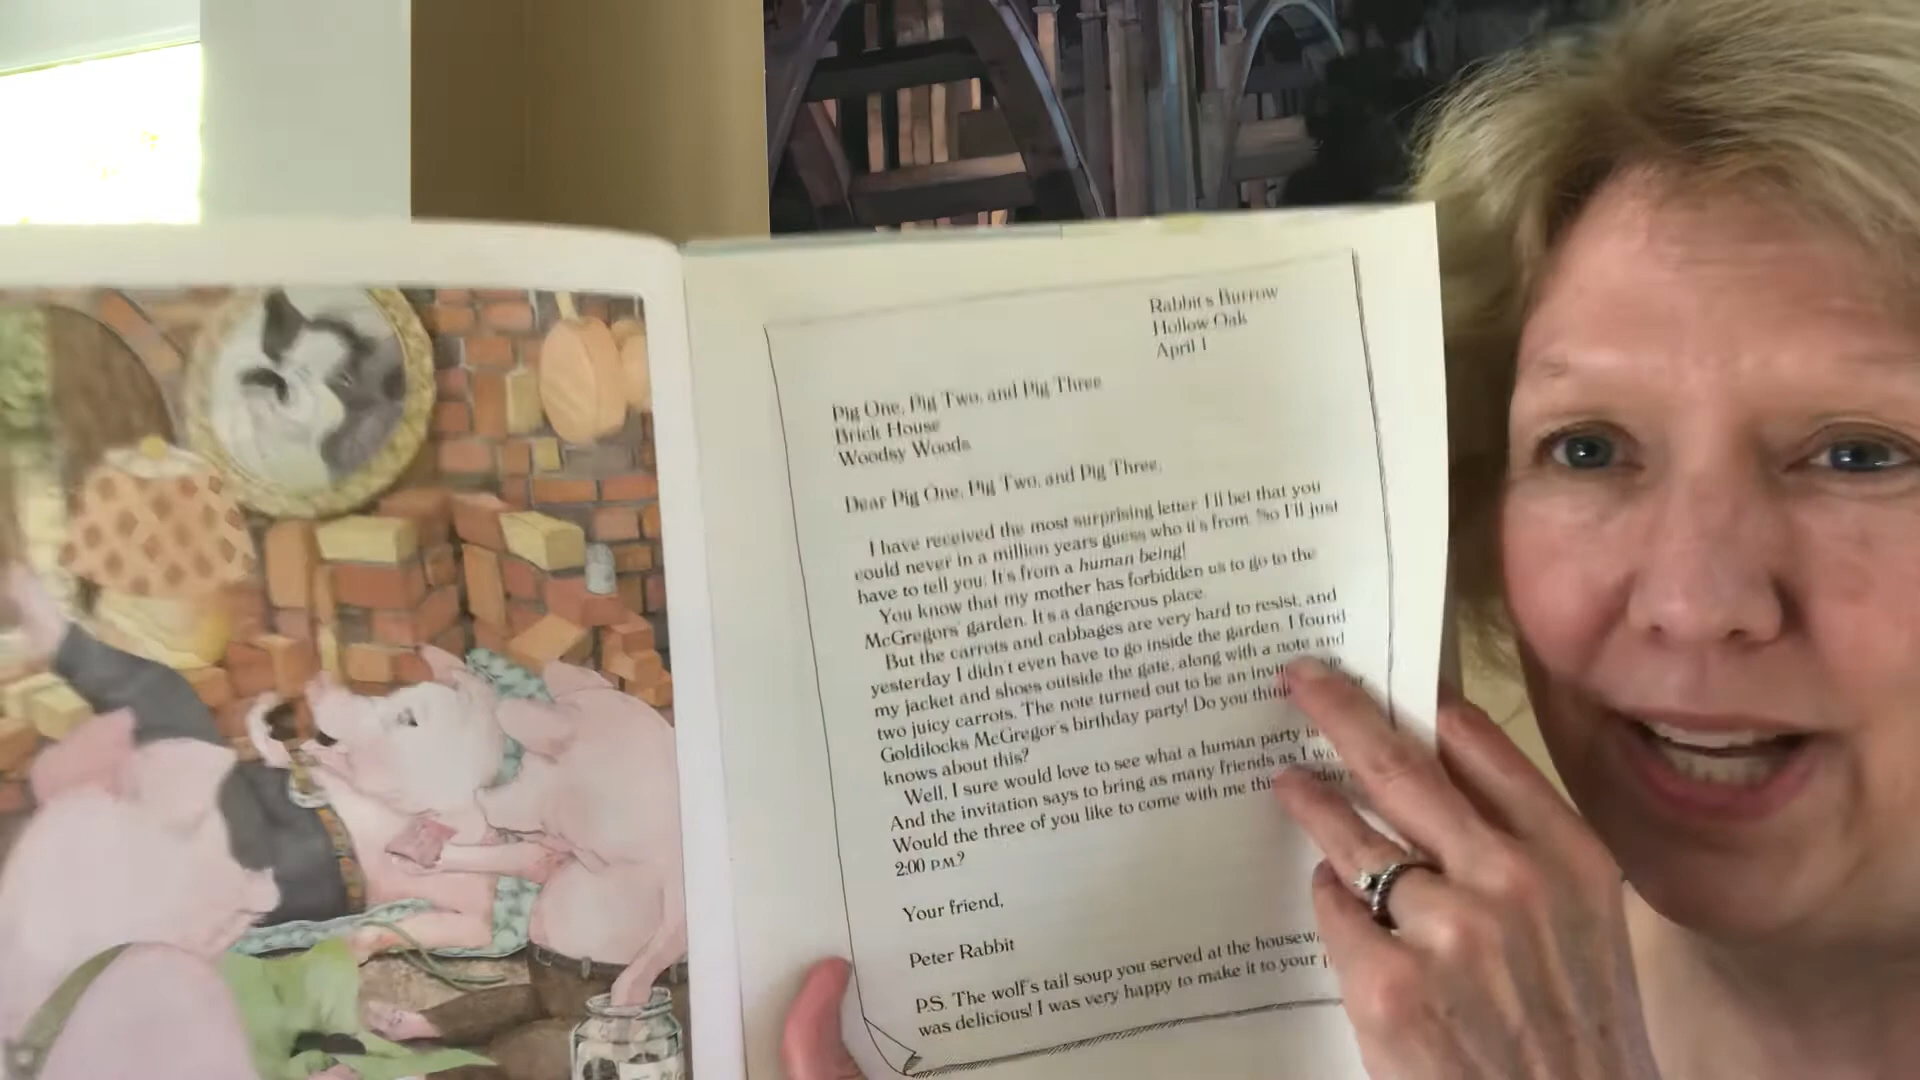 Rabbit's Burrow
Hollow Oak
April 1
Pig One, Pig Two, and Pig Three
Brick House
Woodsy Woods
Dear Pig One, Pig Two, and Pig Three,
I have received the most surprising letter. I'll bet that you
could never in a million years guess who it's from. So I'll just
have to tell you: It's from a human being!
You know that my mother has forbidden us to go to the
McGregors' garden. It's a dangerous place.
But the carrots and cabbages are very hard to resist, and
yesterday I didn't even have to go inside the garden. I found
my jacket and shoes outside the gate, along with a note and
two juicy carrots. The note turned out to be an
Goldilocks McGregor's birthday party! Do you think
knows about this?
Well, I sure would love to see what a human party
And the invitation says to bring as many friends as I
Would the three of you like to come with me
2:00 P.M.?
Your friend,
Peter Rabbit
P.S. The wolf's tail soup you served at the
was delicious! I was very happy to make it to your